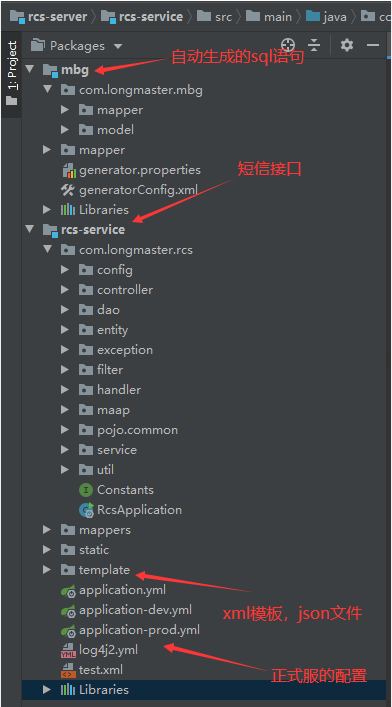 rcs-server rcs-service src main java co
1: Project
Packages
mbg 自动生成的sql语句
com.longmaster.mbg
mapper
model
mapper
generator.properties 短信接口
generatorConfig.xml
Libraries
rcs-service
com.longmaster.rcs
config
controller
dao
entity
exception
filter
handler
maap
pojo.common
service
util
Constants
RcsApplication
mappers
static
template
application.yml
application-dev.yml xml模板，json文件
application-prod.yml
log4j2.yml
test.xml 正式服的配置
Libraries